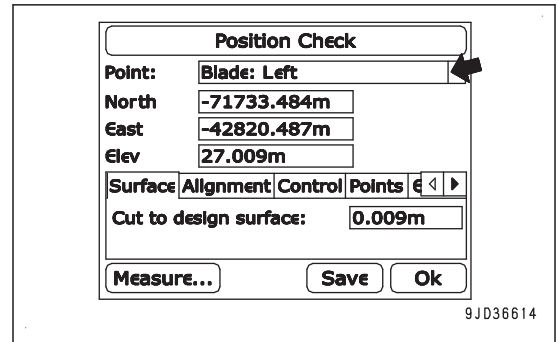 Position Check
Point: Blade: Left
North -71733.484m
East -42820.487m
Elev 27.009m
Surface Alignment Control Points
Cut to design surface: 0.009m
Measure... Save Ok
9JD36614